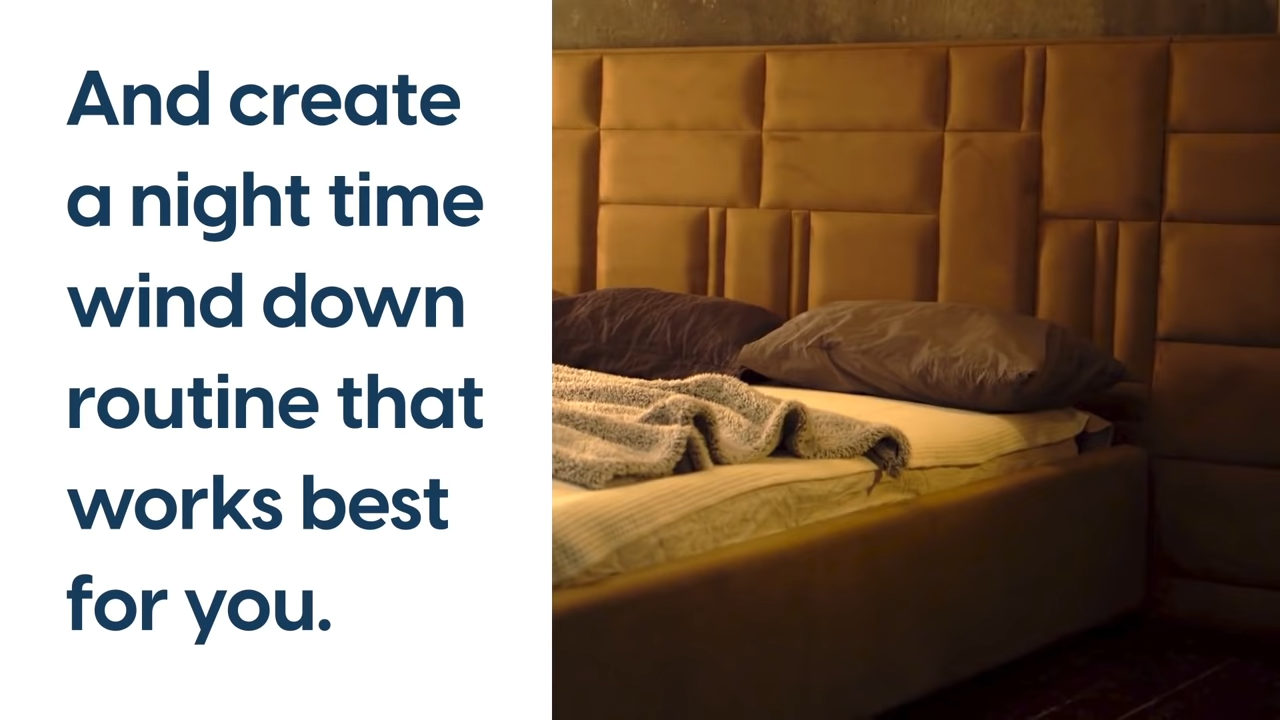 And create
a night time
wind down
routine that
works best
for you.